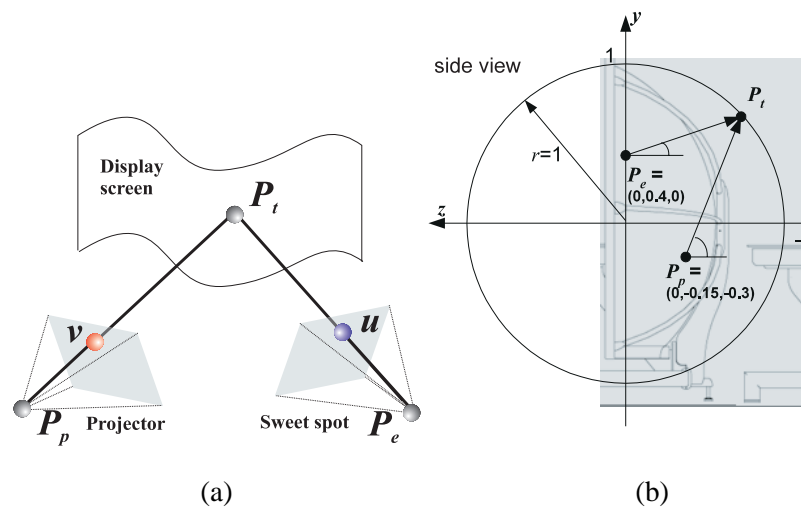 Display
screen
P_t
v
u
P_p
Projector
Sweet spot
P_e
(a)
y
side view
1
P_t
r=1
P_e =
(0,0.4,0)
z
P_p =
(0,-0.15,-0.3)
(b)